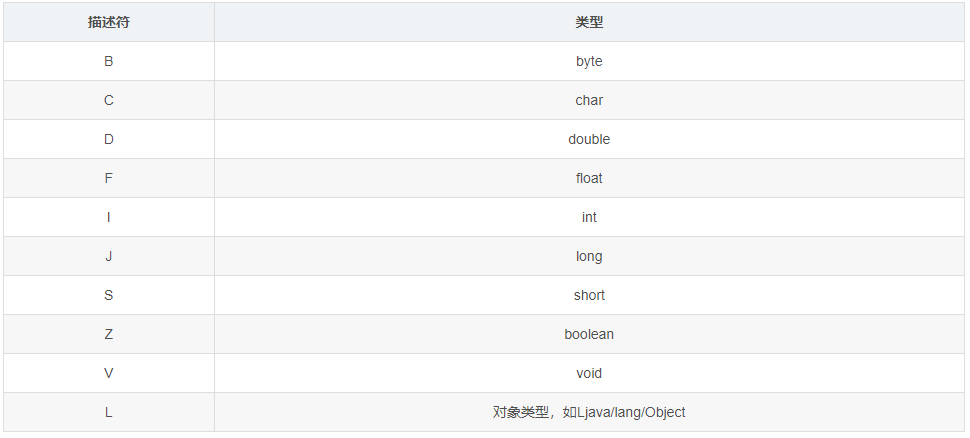 描述符 类型
B byte
C char
D double
F float
I int
J long
S short
Z boolean
V void
L 对象类型，如Ljava/lang/Object